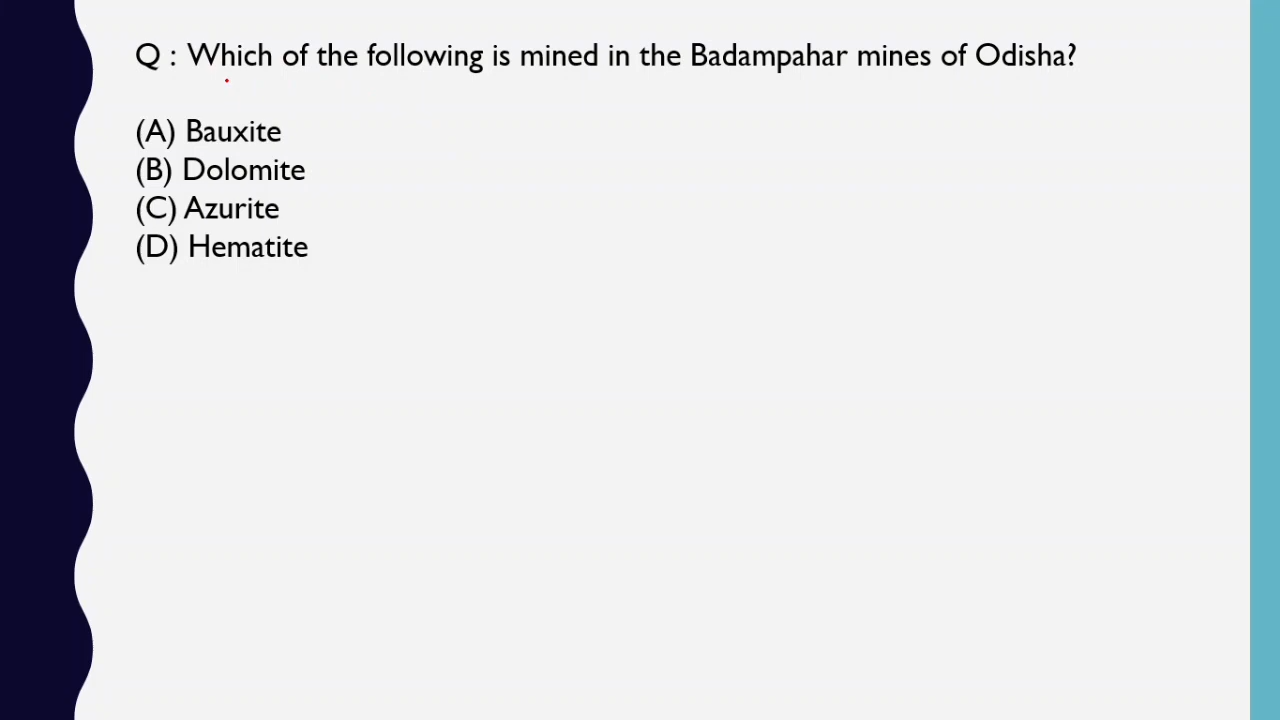 Q : Which of the following is mined in the Badampahar mines of Odisha?
(A) Bauxite
(B) Dolomite
(C) Azurite
(D) Hematite